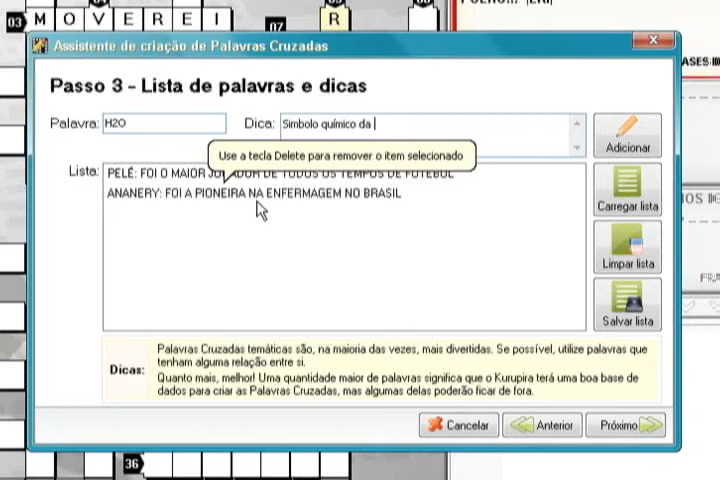 03 M O V E R E I 07 R
Assistente de criação de Palavras Cruzadas
ASES:
Passo 3 - Lista de palavras e dicas
Palavra: H2O Dica: Simbolo químico da
Adicionar
Use a tecla Delete para remover o item selecionado
Lista: PELÉ: FOI O MAIOR JOGADOR DE TODOS OS TEMPOS DE FUTEBOL
ANANERY: FOI A PIONEIRA NA ENFERMAGEM NO BRASIL
Carregar lista
Limpar lista
Salvar lista
Dicas: Palavras Cruzadas temáticas são, na maioria das vezes, mais divertidas. Se possível, utilize palavras que
tenham alguma relação entre si.
Quanto mais, melhor! Uma quantidade maior de palavras significa que o Kurupira terá uma boa base de
dados para criar as Palavras Cruzadas, mas algumas delas poderão ficar de fora.
Cancelar Anterior Próximo
36